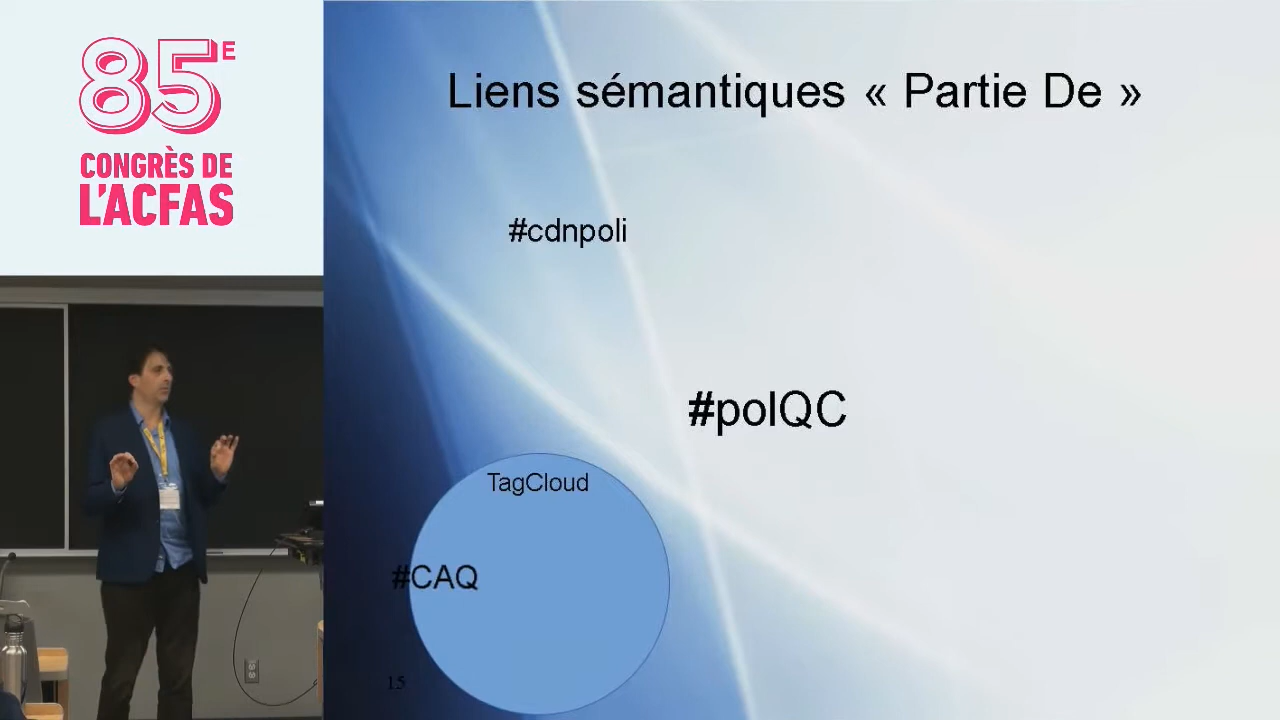 85E
CONGRÈS DE
L'ACFAS
Liens sémantiques « Partie De »
#cdnpoli
#polQC
TagCloud
#CAQ
15